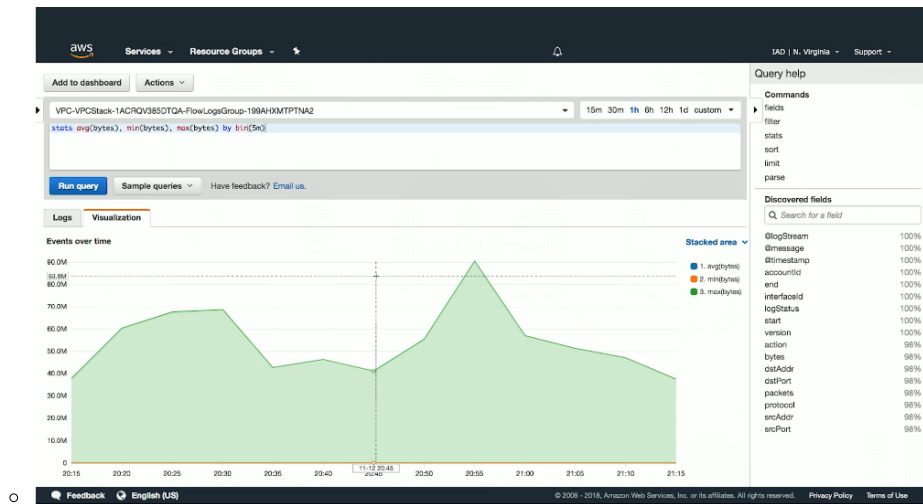 aws
Services
Resource Groups
IAD | N. Virginia
Support
Add to dashboard
Actions
VPC-VPCStack-1ACRQV385DTQA-FlowLogsGroup-199AHXMTPTNA2
15m 30m 1h 6h 12h 1d custom
stats avg(bytes), min(bytes), max(bytes) by bin(5m)
Run query
Sample queries
Have feedback? Email us.
Logs
Visualization
Events over time
Stacked area
90.0M
80.0M
70.0M
60.0M
50.0M
40.0M
30.0M
20.0M
10.0M
0
1. avg(bytes)
2. min(bytes)
3. max(bytes)
11-12 20:46
20:15 20:20 20:25 20:30 20:35 20:40 20:45 20:50 20:55 21:00 21:05 21:10 21:15
Query help
Commands
fields
filter
stats
sort
limit
parse
Discovered fields
Search for a field
@logStream 100%
@message 100%
@timestamp 100%
accountId 100%
end 100%
interfaceId 100%
logStatus 100%
start 100%
version 100%
action 98%
bytes 98%
dstAddr 98%
dstPort 98%
packets 98%
protocol 98%
srcAddr 98%
srcPort 98%
Feedback
English (US)
© 2008 - 2018, Amazon Web Services, Inc. or its affiliates. All rights reserved.
Privacy Policy
Terms of Use